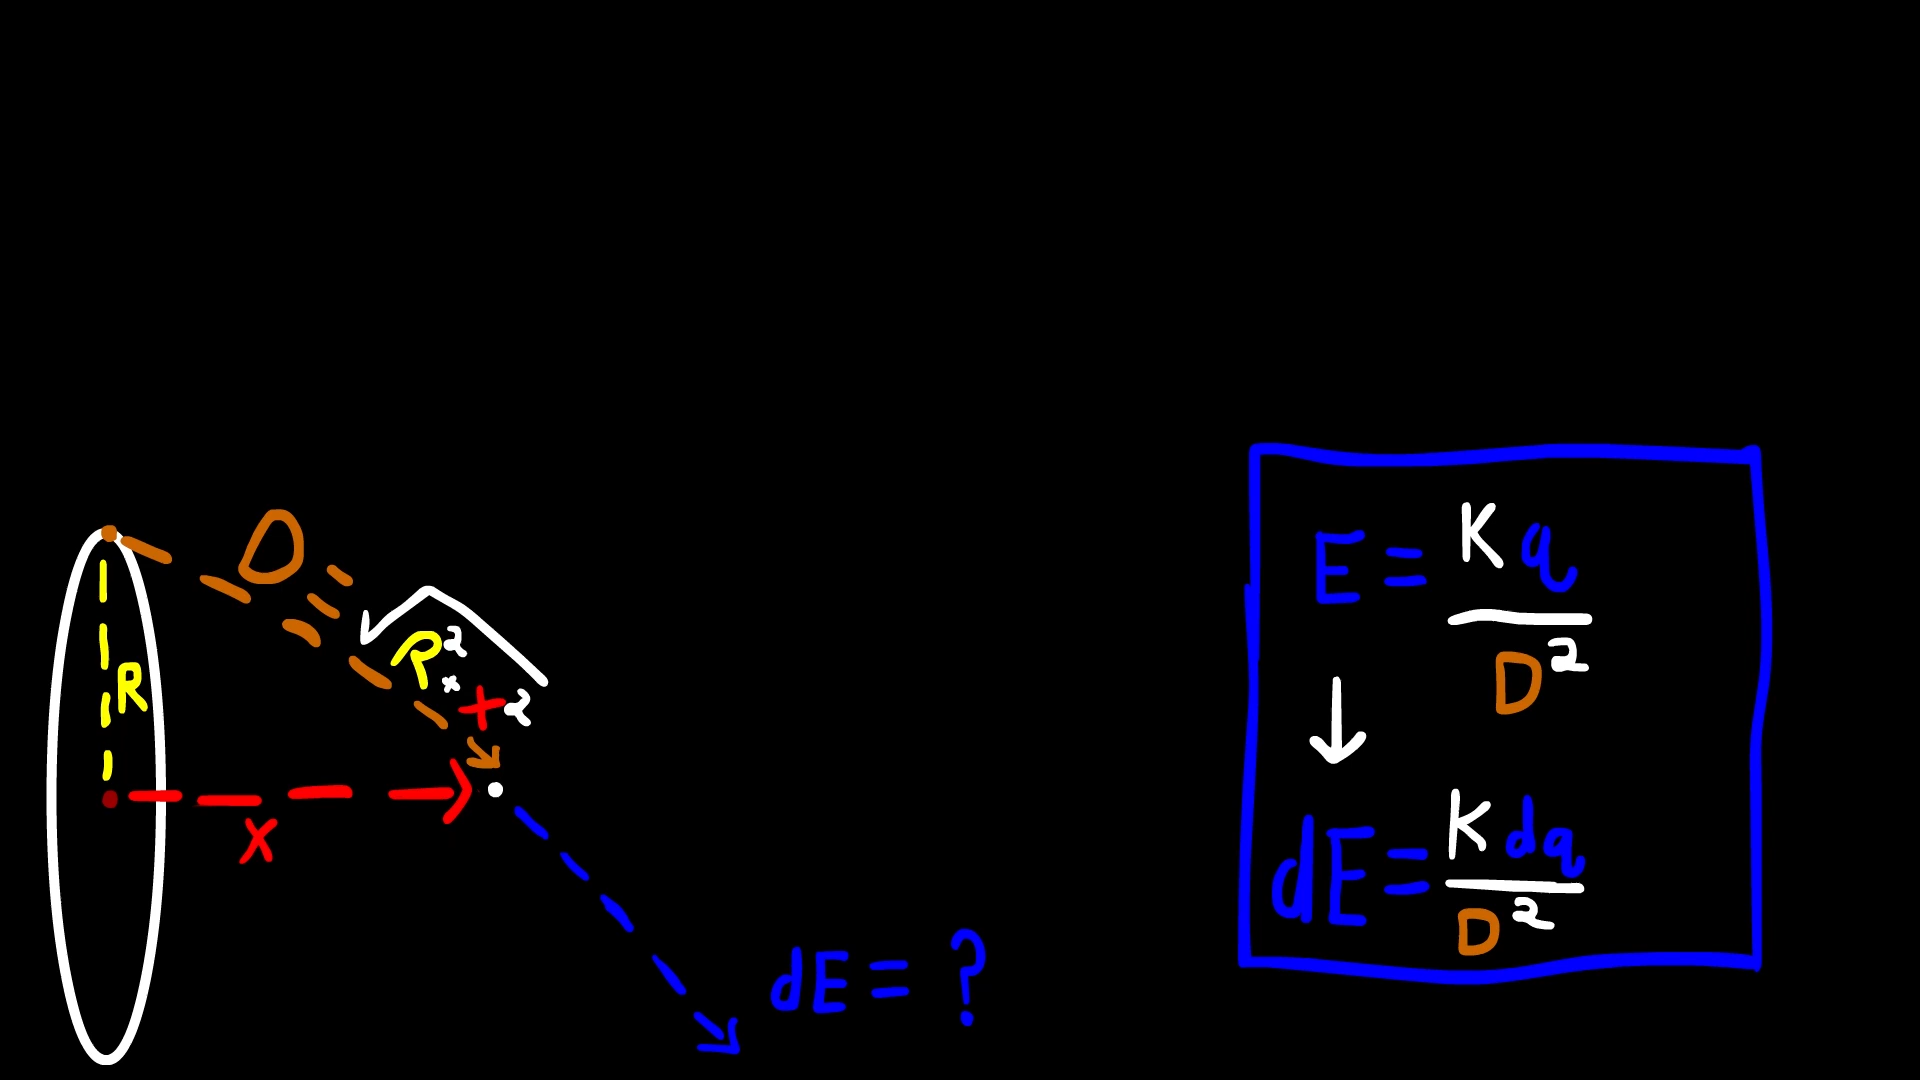 D = √R² + x²
R
x
dE = ?
E = Kq / D²
↓
dE = Kdq / D²